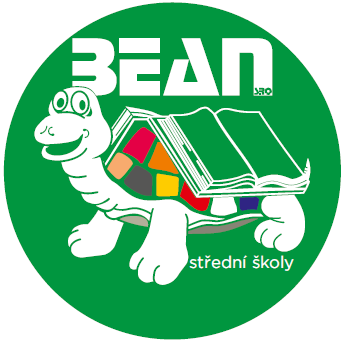 BEAN
s.r.o.
střední školy